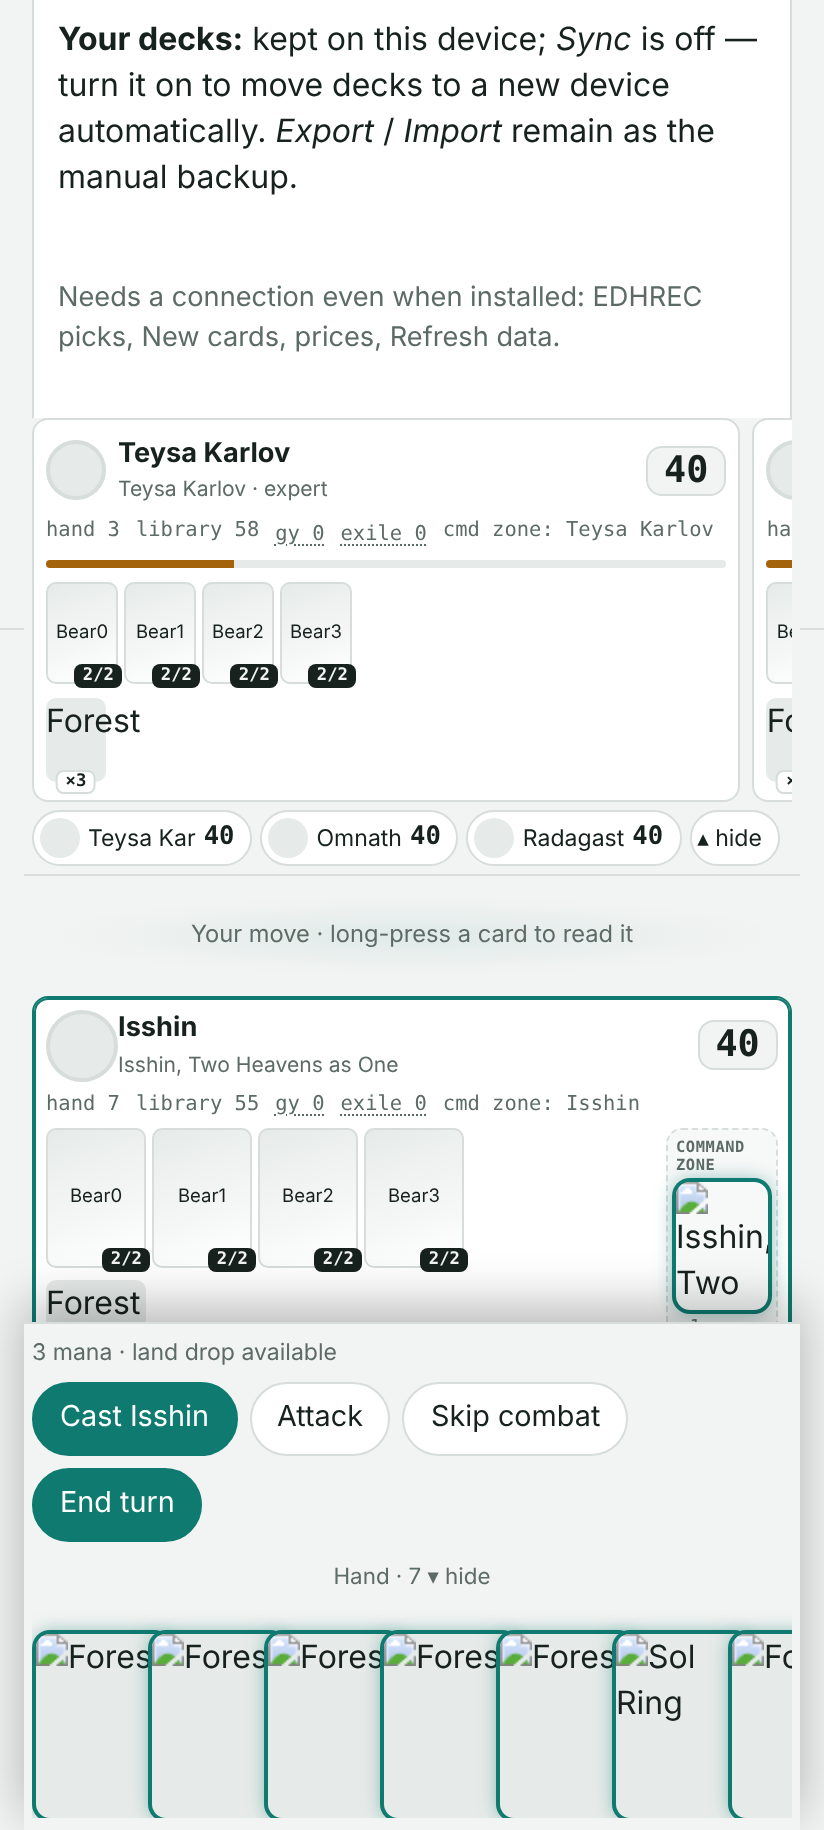 Your decks: kept on this device; Sync is off —
turn it on to move decks to a new device
automatically. Export / Import remain as the
manual backup.
Needs a connection even when installed: EDHREC
picks, New cards, prices, Refresh data.
Teysa Karlov
Teysa Karlov · expert
40
hand 3 library 58 gy 0 exile 0 cmd zone: Teysa Karlov
Bear0 Bear1 Bear2 Bear3
2/2 2/2 2/2 2/2
Forest
×3
Teysa Kar 40 Omnath 40 Radagast 40 ▴ hide
Your move · long-press a card to read it
Isshin
Isshin, Two Heavens as One
40
hand 7 library 55 gy 0 exile 0 cmd zone: Isshin
Bear0 Bear1 Bear2 Bear3
2/2 2/2 2/2 2/2
COMMAND
ZONE
Isshin,
Two
Forest
3 mana · land drop available
Cast Isshin Attack Skip combat
End turn
Hand · 7 ▾ hide
Fores Fores Fores Fores Fores Sol Fo
Ring